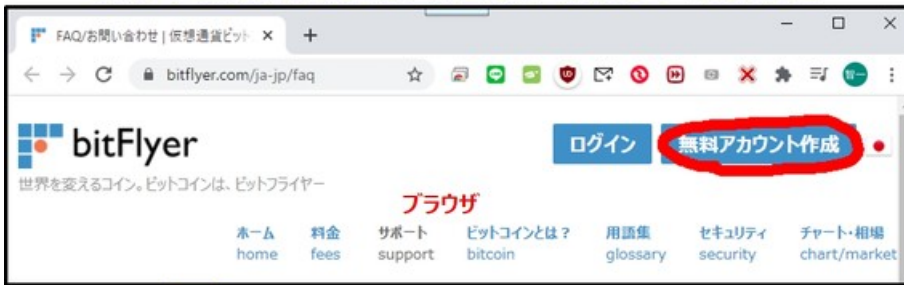 FAQ/お問い合わせ | 仮想通貨ビット
bitflyer.com/ja-jp/faq
智一
bitFlyer
ログイン
無料アカウント作成
世界を変えるコイン。ビットコインは、ビットフライヤー
ブラウザ
ホーム 料金 サポート ビットコインとは？ 用語集 セキュリティ チャート・相場
home fees support bitcoin glossary security chart/market